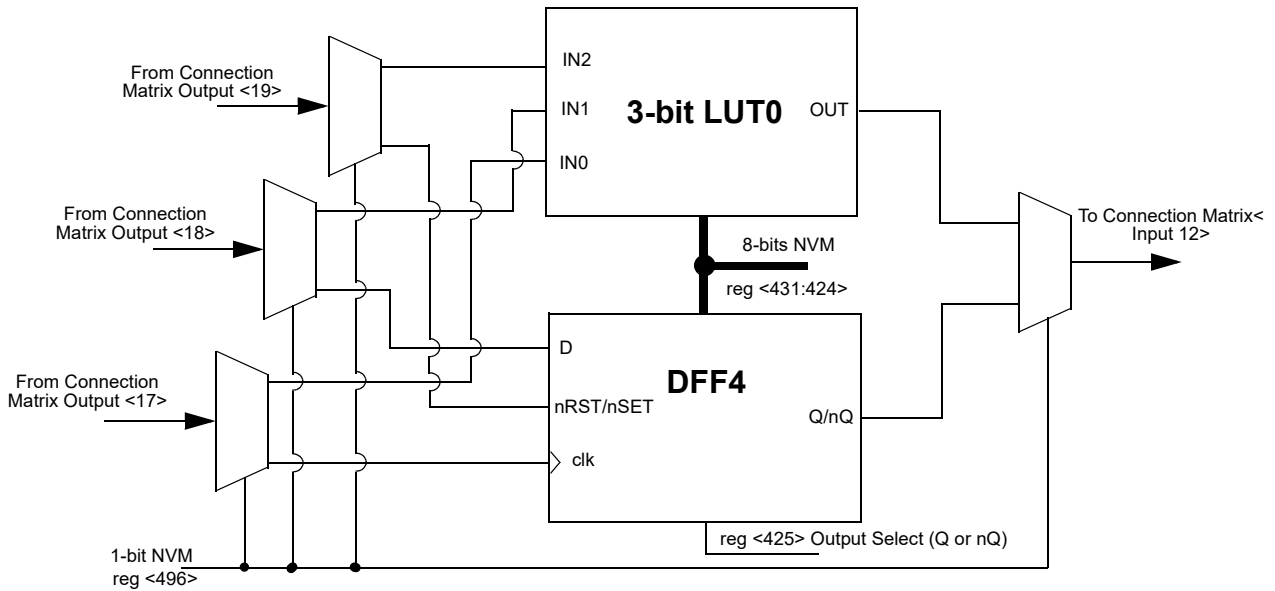 From Connection
Matrix Output <19>
From Connection
Matrix Output <18>
From Connection
Matrix Output <17>
IN2
IN1
IN0
3-bit LUT0
OUT
8-bits NVM
reg <431:424>
To Connection Matrix<
Input 12>
D
nRST/nSET
clk
DFF4
Q/nQ
reg <425> Output Select (Q or nQ)
1-bit NVM
reg <496>